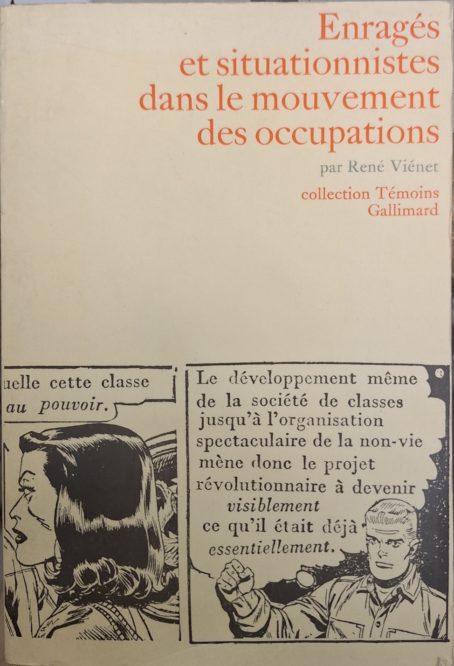 Enragés
et situationnistes
dans le mouvement
des occupations
par René Viénet
collection Témoins
Gallimard
uelle cette classe
au pouvoir.
Le développement même
de la société de classes
jusqu'à l'organisation
spectaculaire de la non-vie
mène donc le projet
révolutionnaire à devenir
visiblement
ce qu'il était déjà
essentiellement.